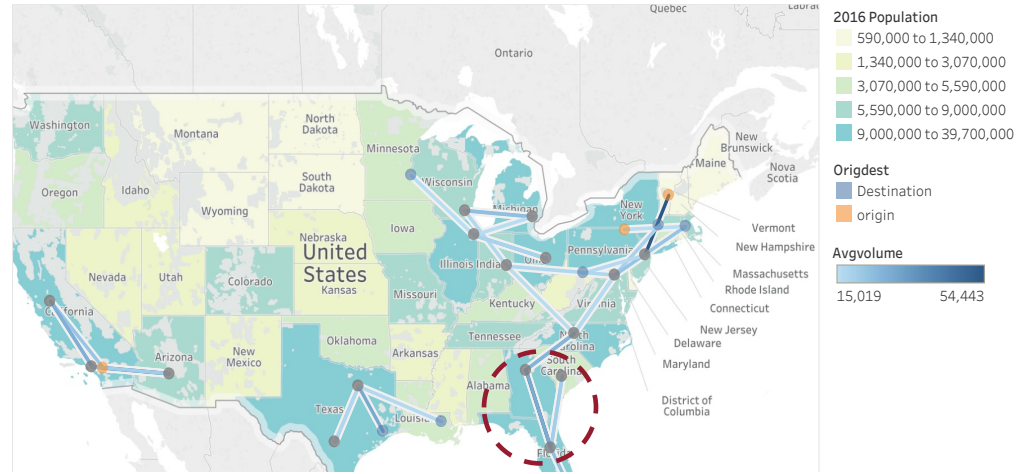 Quebec
Labrad
Ontario
Washington
Montana
North
Dakota
Minnesota
New
Brunswick
Maine
Nova
Scotia
Oregon
Idaho
South
Dakota
Wisconsin
Michigan
New
York
Wyoming
Iowa
Vermont
Nebraska
United
States
Illinois
Pennsylvania
New Hampshire
Nevada
Utah
Colorado
Kansas
Missouri
Kentucky
Virginia
Massachusetts
Rhode Island
Connecticut
California
Tennessee
North
Carolina
New Jersey
Delaware
Oklahoma
Arkansas
Arizona
New
Mexico
South
Carolina
Maryland
Alabama
Texas
Louisi
District of
Columbia
Florida
2016 Population
590,000 to 1,340,000
1,340,000 to 3,070,000
3,070,000 to 5,590,000
5,590,000 to 9,000,000
9,000,000 to 39,700,000
Origdest
Destination
origin
Avgvolume
15,019 54,443